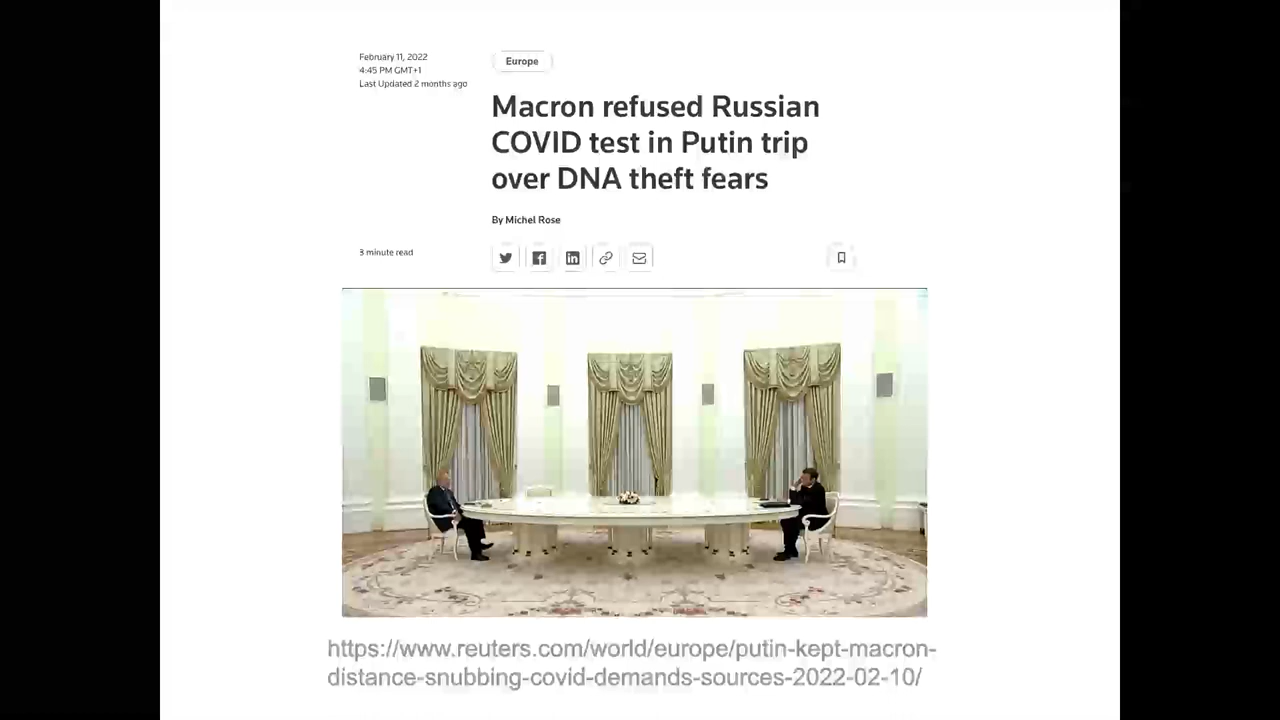 February 11, 2022
4:45 PM GMT+1
Last Updated 2 months ago
Europe
Macron refused Russian
COVID test in Putin trip
over DNA theft fears
By Michel Rose
3 minute read
https://www.reuters.com/world/europe/putin-kept-macron-
distance-snubbing-covid-demands-sources-2022-02-10/